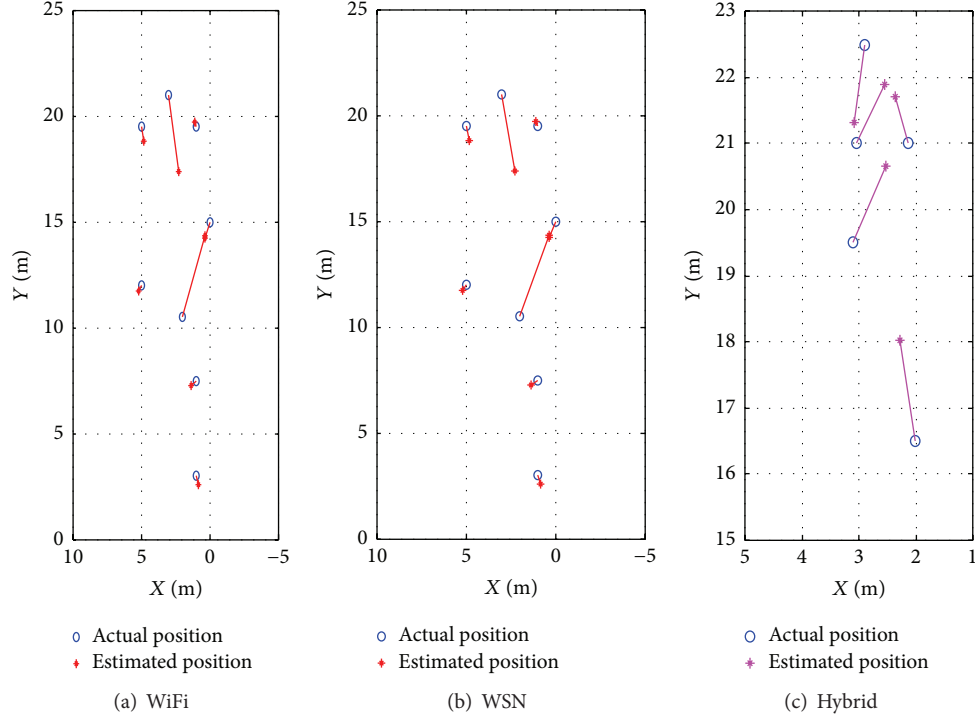 25
20
15
10
5
0
10 5 0 −5
Y (m)
X (m)
Actual position
Estimated position
(a) WiFi
25
20
15
10
5
0
10 5 0 −5
Y (m)
X (m)
Actual position
Estimated position
(b) WSN
23
22
21
20
19
18
17
16
15
5 4 3 2 1
Y (m)
X (m)
Actual position
Estimated position
(c) Hybrid